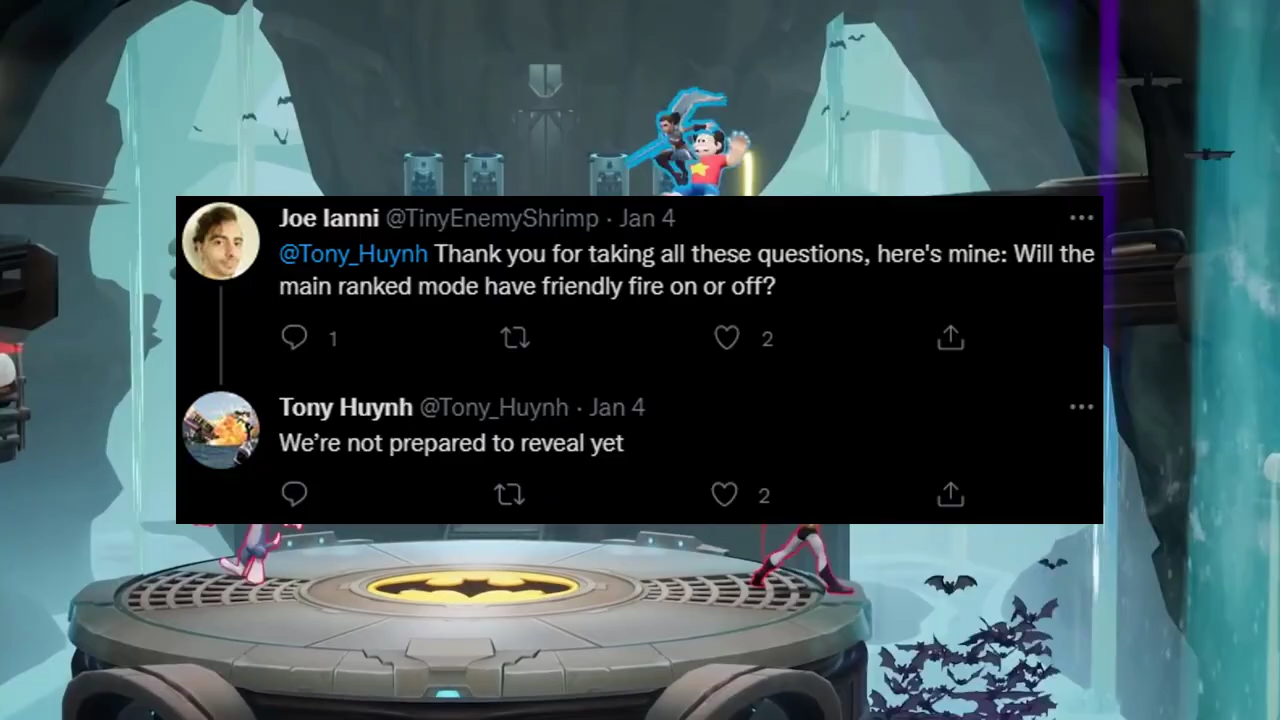 Joe Ianni @TinyEnemyShrimp · Jan 4
@Tony_Huynh Thank you for taking all these questions, here's mine: Will the
main ranked mode have friendly fire on or off?
1 2
Tony Huynh @Tony_Huynh · Jan 4
We’re not prepared to reveal yet
2